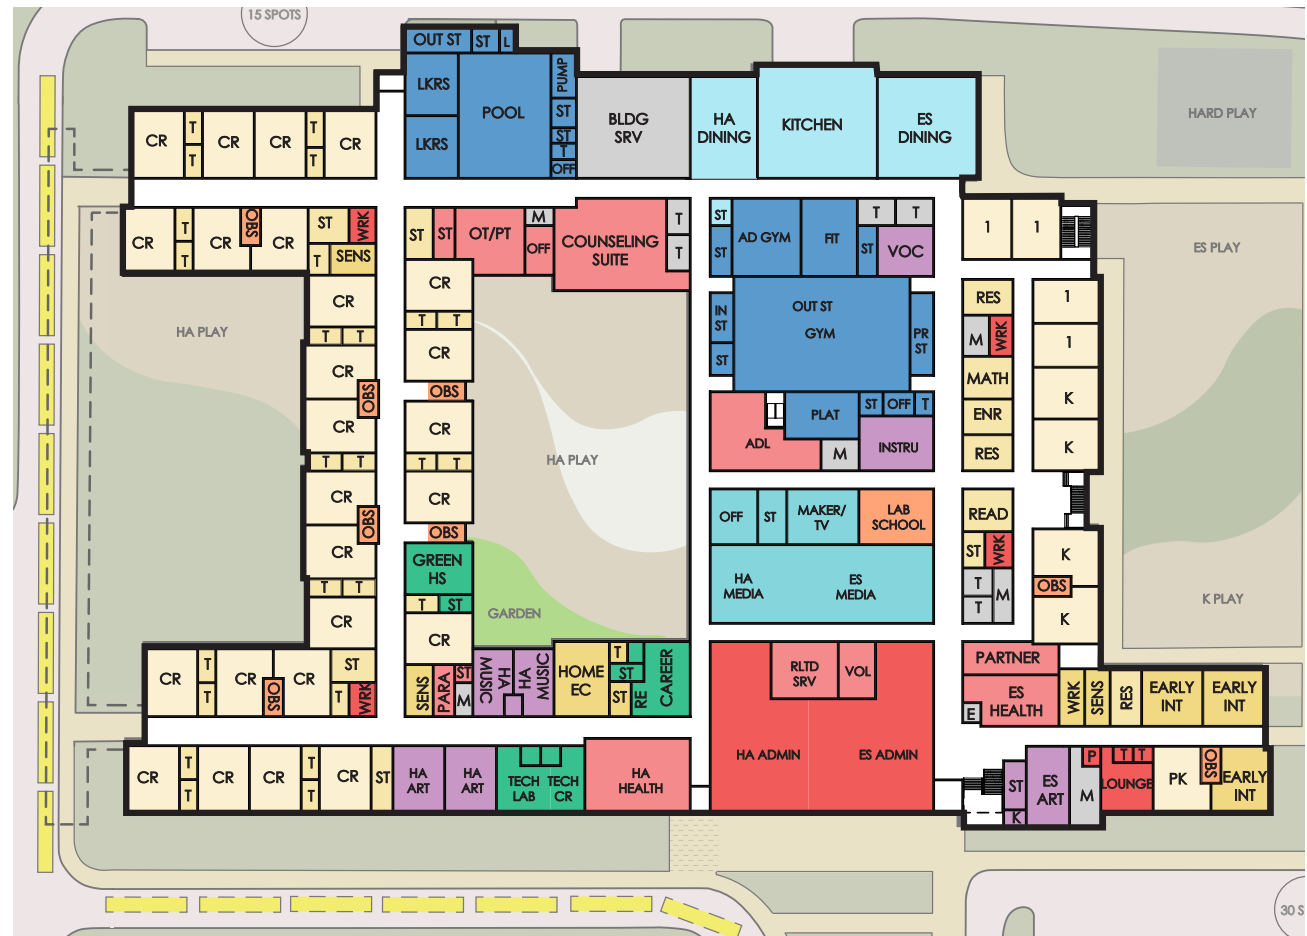 15 SPOTS
OUT ST
ST
L
LKRS
POOL
PUMP
ST
LKRS
ST
T
OFF
BLDG
SRV
HA
DINING
KITCHEN
ES
DINING
HARD PLAY
CR
T
T
CR
CR
T
T
CR
CR
T
T
CR
OBS
CR
ST
WRK
T
SENS
ST
ST
OT/PT
M
OFF
COUNSELING
SUITE
T
T
ST
ST
AD GYM
FIT
T
T
ST
VOC
1
1
ES PLAY
HA PLAY
CR
T
T
CR
OBS
CR
T
T
CR
OBS
CR
T
T
CR
CR
T
T
CR
OBS
CR
T
T
CR
OBS
GREEN
HS
T
ST
CR
HA PLAY
GARDEN
IN
ST
ST
OUT ST
GYM
PR
ST
PLAT
ST
OFF
T
ADL
M
INSTRU
RES
M
WRK
MATH
ENR
RES
1
1
K
K
OFF
ST
MAKER/
TV
LAB
SCHOOL
HA
MEDIA
ES
MEDIA
READ
ST
WRK
T
T
M
K
OBS
K
K PLAY
CR
T
T
CR
OBS
CR
ST
T
WRK
SENS
PARA
ST
M
HA
MUSIC
HA
MUSIC
HOME
EC
T
ST
ST
RE
CAREER
RLTD
SRV
VOL
HA ADMIN
ES ADMIN
PARTNER
ES
HEALTH
E
WRK
SENS
RES
EARLY
INT
EARLY
INT
CR
T
T
CR
CR
T
T
CR
ST
HA
ART
HA
ART
TECH
LAB
TECH
CR
HA
HEALTH
ST
K
ES
ART
M
P
T
T
LOUNGE
PK
OBS
EARLY
INT
30 S